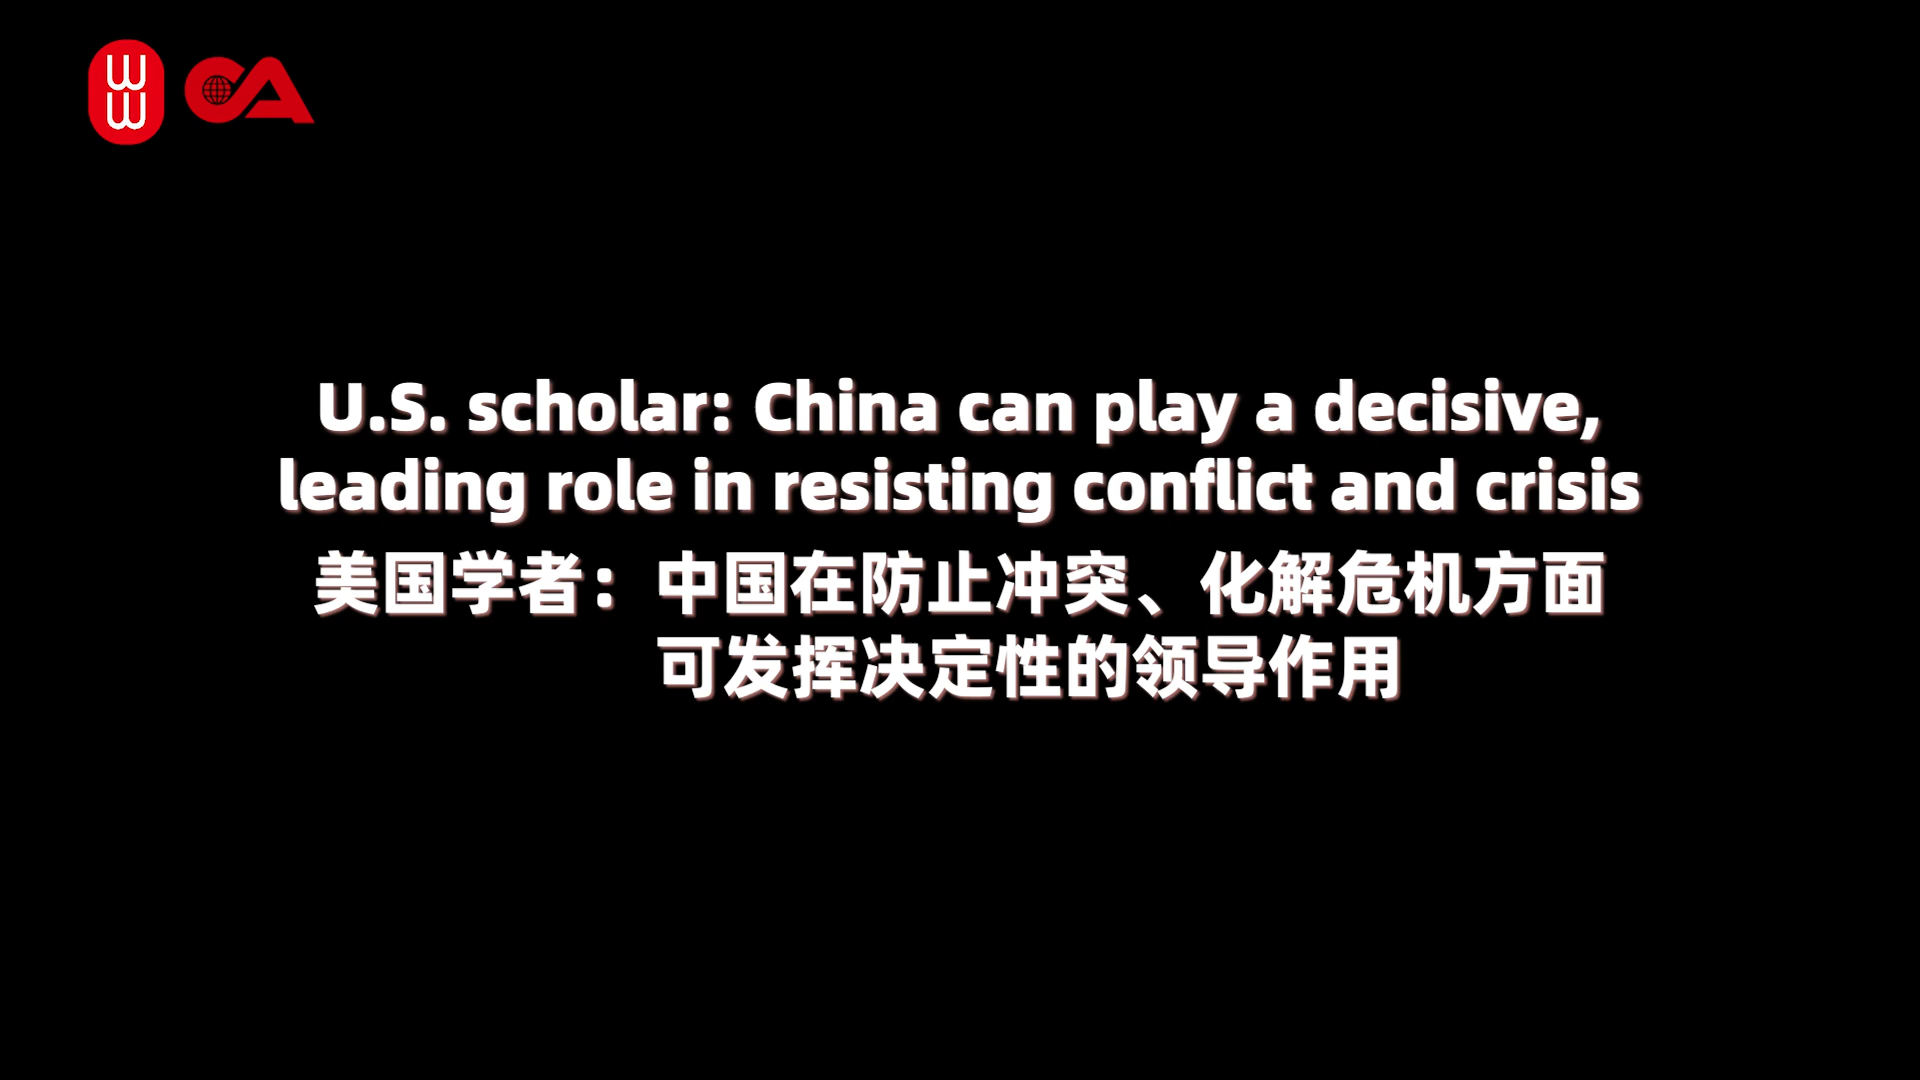 W
W
CA
U.S. scholar: China can play a decisive,
leading role in resisting conflict and crisis
美国学者：中国在防止冲突、化解危机方面
可发挥决定性的领导作用